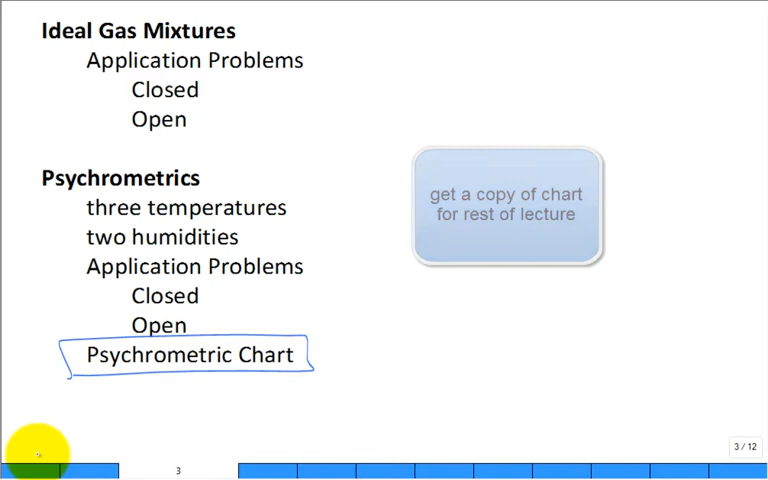 Ideal Gas Mixtures
Application Problems
Closed
Open
Psychrometrics
three temperatures
two humidities
Application Problems
Closed
Open
Psychrometric Chart
get a copy of chart
for rest of lecture
3 / 12
3